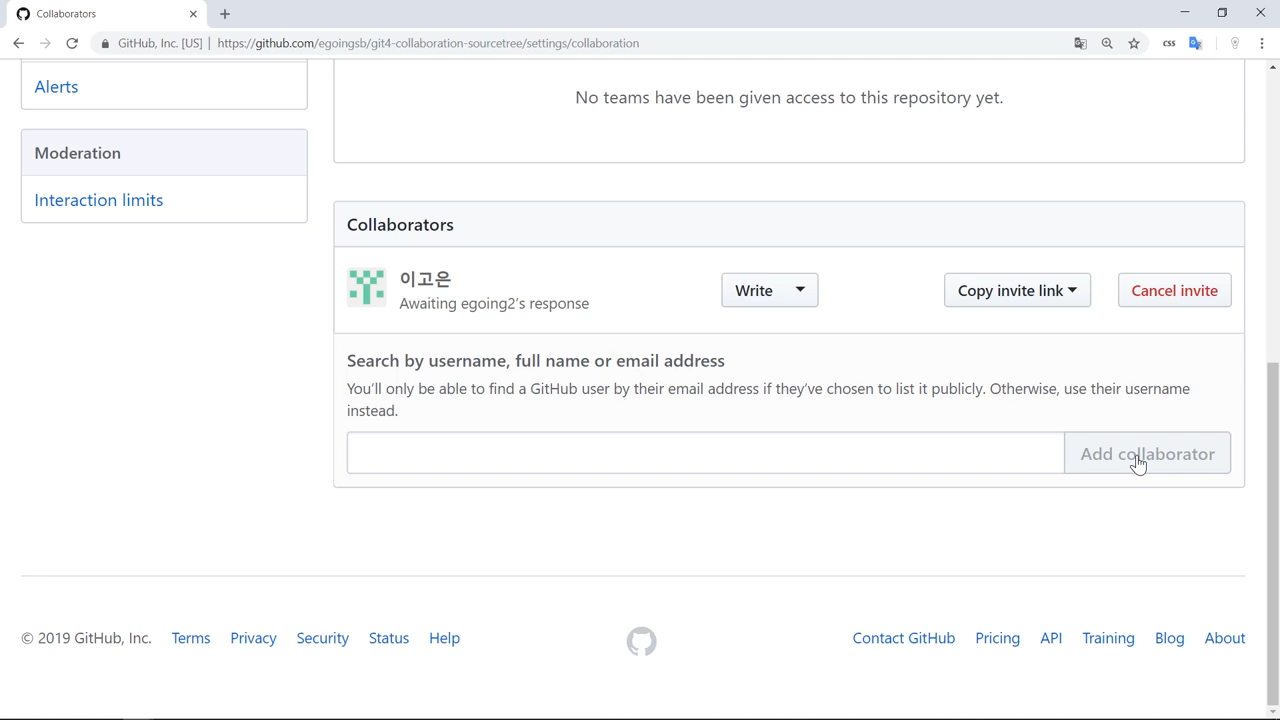 Collaborators
GitHub, Inc. [US] | https://github.com/egoingsb/git4-collaboration-sourcetree/settings/collaboration
CSS
Alerts
Moderation
Interaction limits
No teams have been given access to this repository yet.
Collaborators
이고은
Awaiting egoing2's response
Write
Copy invite link
Cancel invite
Search by username, full name or email address
You'll only be able to find a GitHub user by their email address if they've chosen to list it publicly. Otherwise, use their username
instead.
Add collaborator
© 2019 GitHub, Inc. Terms Privacy Security Status Help Contact GitHub Pricing API Training Blog About